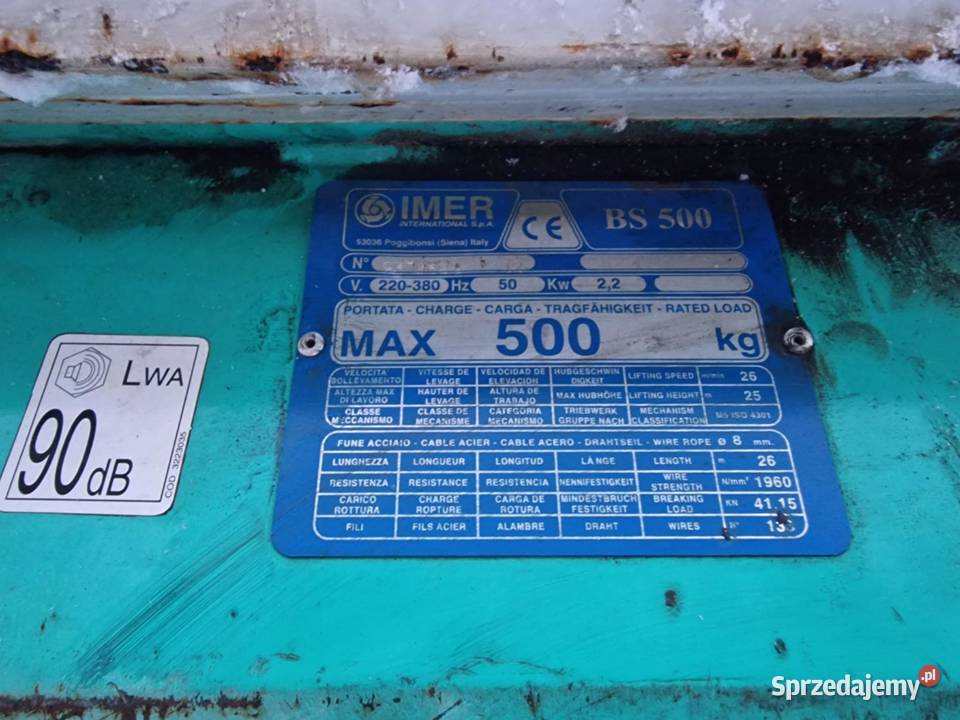 IMER
INTERNATIONAL S.p.A.
53036 Poggibonsi (Siena) Italy
CE
BS 500
N°
V. 220-380 Hz 50 Kw 2,2
PORTATA - CHARGE - CARGA - TRAGFÄHIGKEIT - RATED LOAD
MAX 500 kg
VELOCITA SOLLEVAMENTO VITESSE DE LEVAGE VELOCIDAD DE ELEVACION HUBGESCHWIN DIGKEIT LIFTING SPEED m/min 26
ALTEZZA MAX DI LAVORO HAUTER DE LEVAGE ALTURA DE TRABAJO MAX HUBHÖHE LIFTING HEIGHT m 25
CLASSE MECCANISMO CLASSE DE MECANISME CATEGORIA MECANISMO TRIEBWERK GRUPPE NACH MECHANISM CLASSIFICATION M5 ISO 4301
FUNE ACCIAIO - CABLE ACIER - CABLE ACERO - DRAHTSEIL - WIRE ROPE ø 8 mm.
LUNGHEZZA LONGUEUR LONGITUD LÄNGE LENGTH m 26
RESISTENZA RESISTANCE RESISTENCIA NENNFESTIGKEIT WIRE STRENGTH N/mm² 1960
CARICO ROTTURA CHARGE ROPTURE CARGA DE ROTURA MINDESTBRUCH FESTIGKEIT BREAKING LOAD KN 41,15
FILI FILS ACIER ALAMBRE DRAHT WIRES N°
LWA
90 dB
COD. 3223035
Sprzedajemy.pl